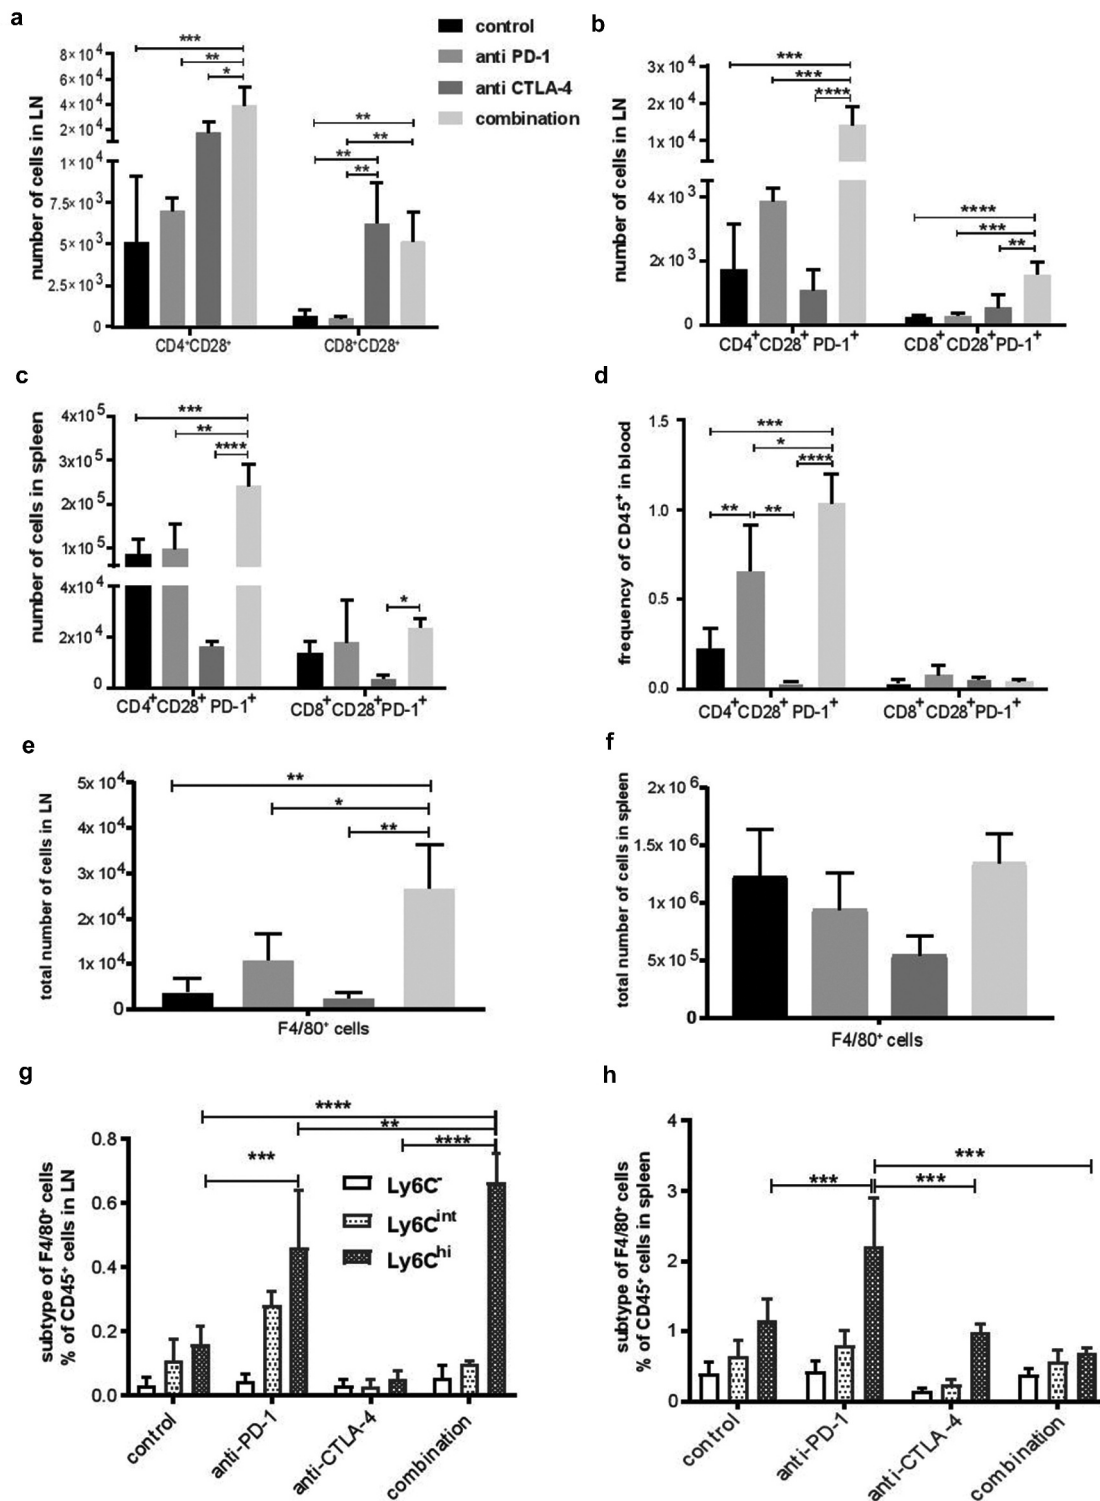 a
control
anti PD-1
anti CTLA-4
combination
number of cells in LN
8× 10⁴
6× 10⁴
4× 10⁴
2× 10⁴
1× 10⁴
7.5× 10³
5× 10³
2.5× 10³
0
***
**
*
**
**
**
**
CD4⁺CD28⁺
CD8⁺CD28⁺
b
number of cells in LN
3x 10⁴
2x 10⁴
1x 10⁴
4x 10³
2x 10³
0
***
***
****
****
***
**
CD4⁺CD28⁺ PD-1⁺
CD8⁺CD28⁺PD-1⁺
c
number of cells in spleen
4x10⁵
3x10⁵
2x10⁵
1x10⁵
4x10⁴
2x10⁴
0
***
**
****
*
CD4⁺CD28⁺ PD-1⁺
CD8⁺CD28⁺PD-1⁺
d
frequency of CD45⁺ in blood
1.5
1.0
0.5
0.0
***
*
****
**
**
CD4⁺CD28⁺ PD-1⁺
CD8⁺CD28⁺PD-1⁺
e
total number of cells in LN
5x 10⁴
4x 10⁴
3x 10⁴
2x 10⁴
1x 10⁴
0
**
*
**
F4/80⁺ cells
f
total number of cells in spleen
2x 10⁶
1.5x 10⁶
1x 10⁶
5x 10⁵
0
F4/80⁺ cells
g
subtype of F4/80⁺ cells
% of CD45⁺ cells in LN
0.8
0.6
0.4
0.2
0.0
****
**
****
***
Ly6C⁻
Ly6Cⁱⁿᵗ
Ly6Cʰⁱ
control
anti-PD-1
anti-CTLA-4
combination
h
subtype of F4/80⁺ cells
% of CD45⁺ cells in spleen
4
3
2
1
0
***
***
***
control
anti-PD-1
anti-CTLA-4
combination